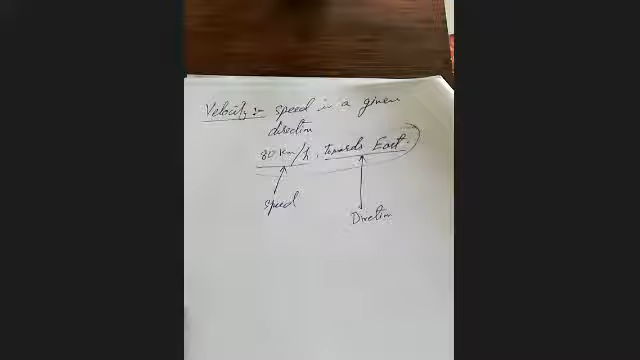 Velocity :- speed in a given
direction
80 Km/h, towards East.
speed
Direction